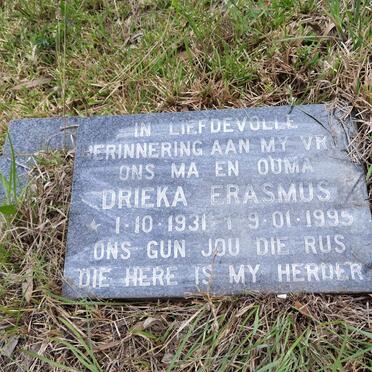 IN LIEFDEVOLLE
HERINNERING AAN MY VR
ONS MA EN OUMA
DRIEKA ERASMUS
* 1·10·1931 † 9·01·1995
ONS GUN JOU DIE RUS
DIE HERE IS MY HERDER